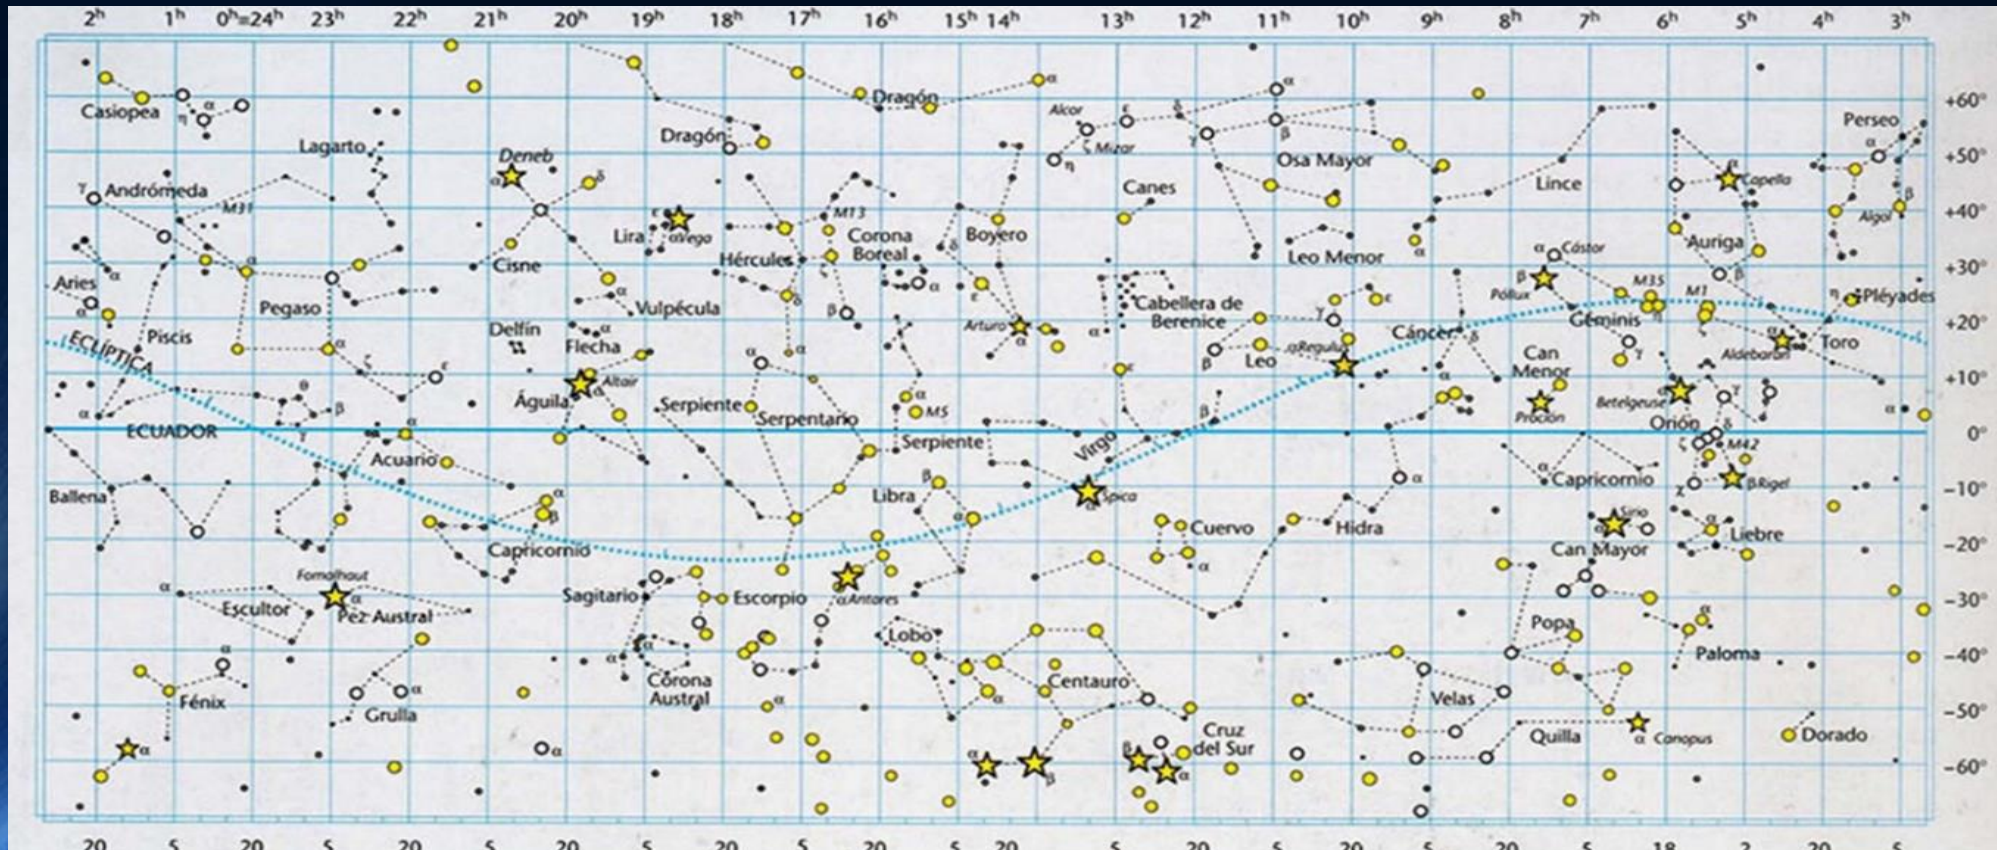 2h 1h 0h=24h 23h 22h 21h 20h 19h 18h 17h 16h 15h 14h 13h 12h 11h 10h 9h 8h 7h 6h 5h 4h 3h
+60°
Casiopea α η
Dragón α
Alcor ε δ α
Perseo α
Lagarto
Dragón
ζ Mizar γ β
+50°
Deneb α δ
η
Osa Mayor
Capella α
γ Andrómeda
Canes
Lince
β
M31
ε M13
Algol
+40°
Lira α Vega
Corona Boreal
Boyero
Auriga
Cisne
Hércules ζ δ
Leo Menor α
α Cástor
+30°
Aries α
Pegaso
Vulpécula α
β α ε
Cabellera de Berenice
Póllux β
M35 M1 β
η Pléyades
Piscis
Delfín
Flecha α
Arturo α α
γ ε
Cáncer δ
Géminis η ζ
+20°
ECLÍPTICA
α ζ ε
α α
β Leo α Regulus
Can Menor
γ
Aldebarán α Toro
+10°
θ β γ
Águila Altair α
Serpiente
Serpentario
α M5
ε β
α Proción
Betelgeuse α γ
α
ECUADOR
Serpiente
Virgo
Orión δ ζ M42
0°
Acuario
Ballena
α β
Libra β α
Spica α
α
Capricornio α
χ β Rigel
−10°
Cuervo α
Hidra
Sirio α
Liebre α
Capricornio
Can Mayor
−20°
Fomalhaut α
Escultor α
Pez Austral
Sagitario
Escorpio
α Antares
−30°
Lobo
Popa
Paloma α
α α
Corona Austral
Centauro α
−40°
Fénix α
Grulla α
α
Velas
−50°
α α
α β
Cruz del Sur β α
Quilla
α Canopus
Dorado
−60°
20 5 20 5 20 5 20 5 20 5 20 5 20 5 20 5 20 5 20 5 18 2 20 5